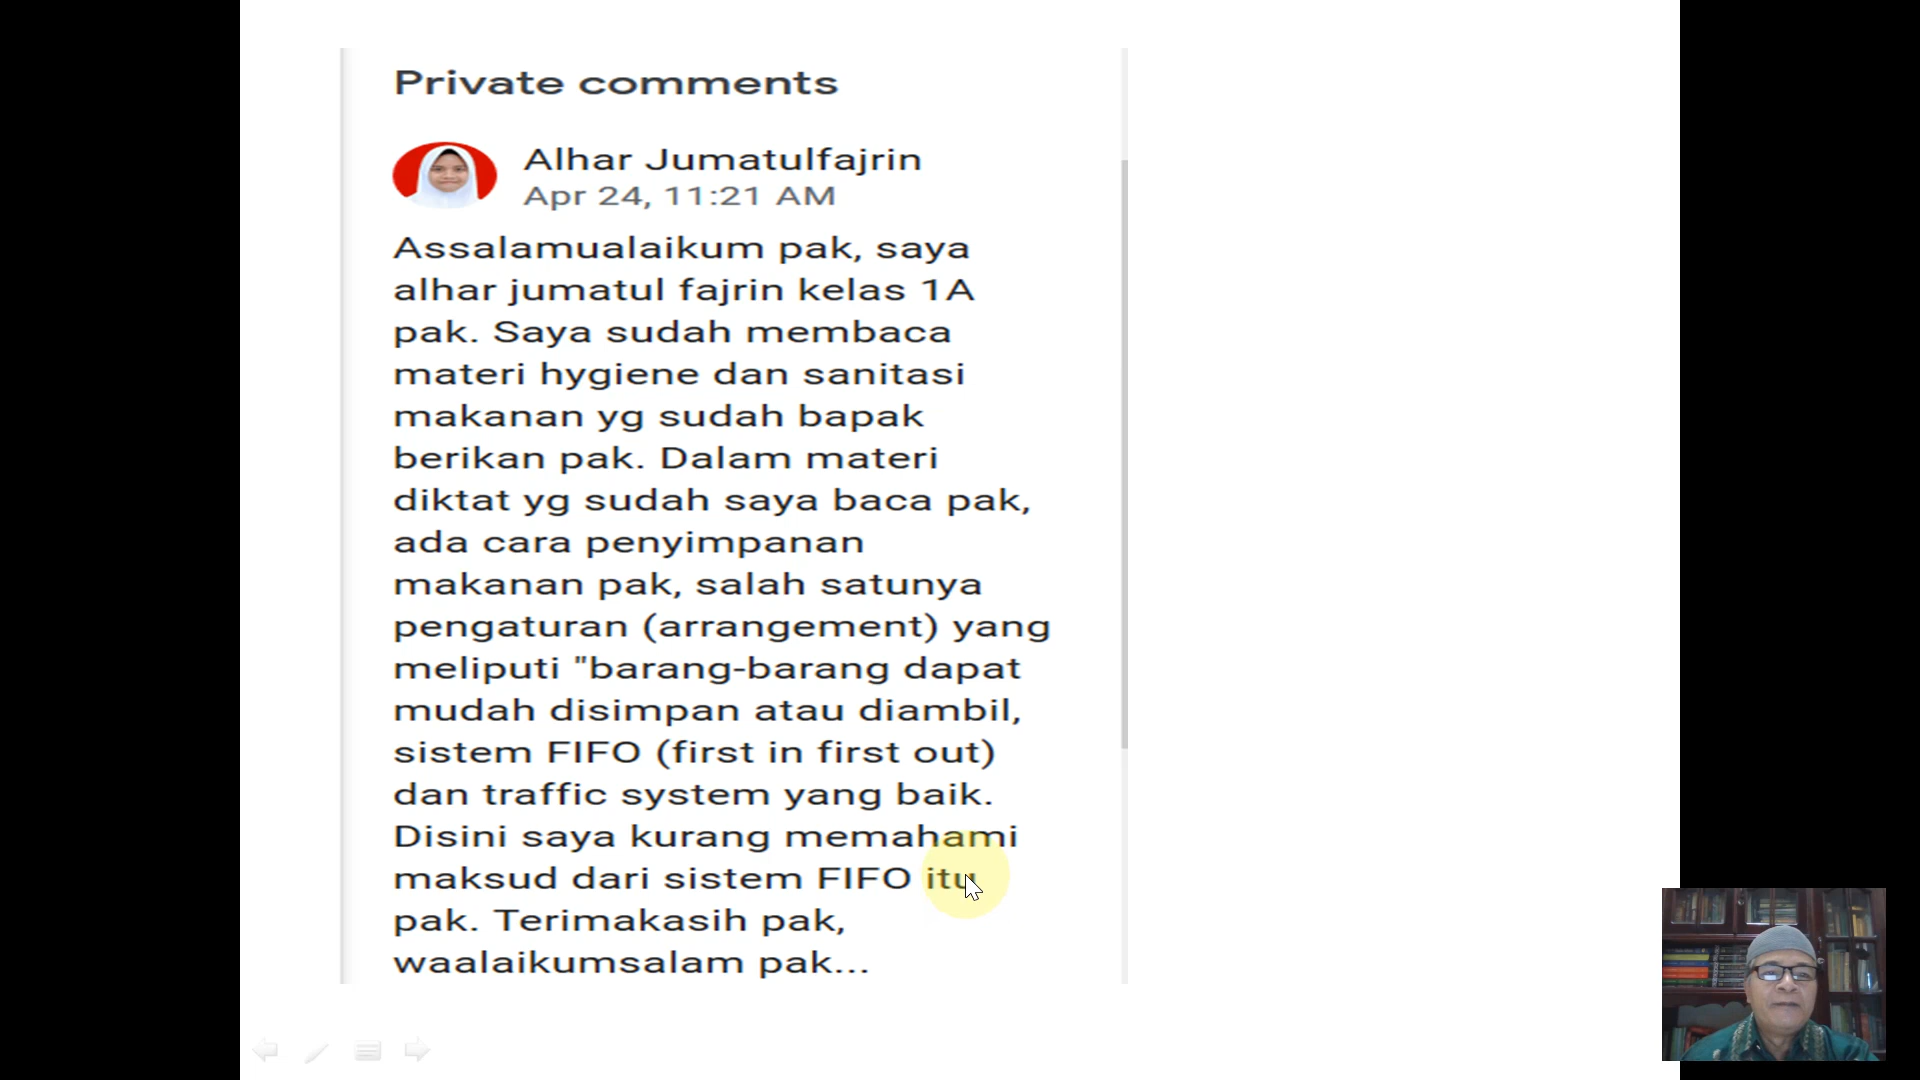 Private comments
Alhar Jumatulfajrin
Apr 24, 11:21 AM
Assalamualaikum pak, saya
alhar jumatul fajrin kelas 1A
pak. Saya sudah membaca
materi hygiene dan sanitasi
makanan yg sudah bapak
berikan pak. Dalam materi
diktat yg sudah saya baca pak,
ada cara penyimpanan
makanan pak, salah satunya
pengaturan (arrangement) yang
meliputi "barang-barang dapat
mudah disimpan atau diambil,
sistem FIFO (first in first out)
dan traffic system yang baik.
Disini saya kurang memahami
maksud dari sistem FIFO itu
pak. Terimakasih pak,
waalaikumsalam pak...